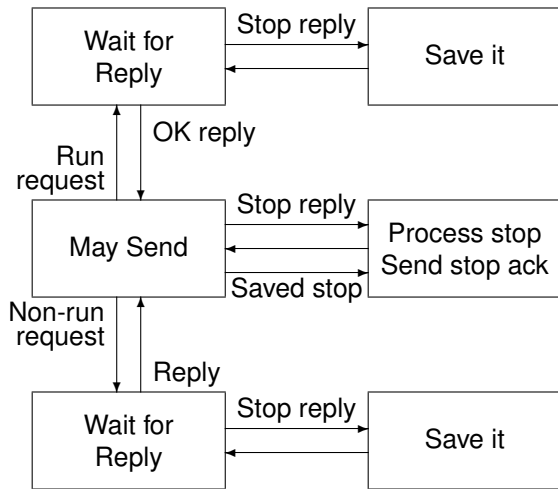 Wait for
Reply
Stop reply
Save it
Run
request
OK reply
May Send
Stop reply
Saved stop
Process stop
Send stop ack
Non-run
request
Reply
Wait for
Reply
Stop reply
Save it